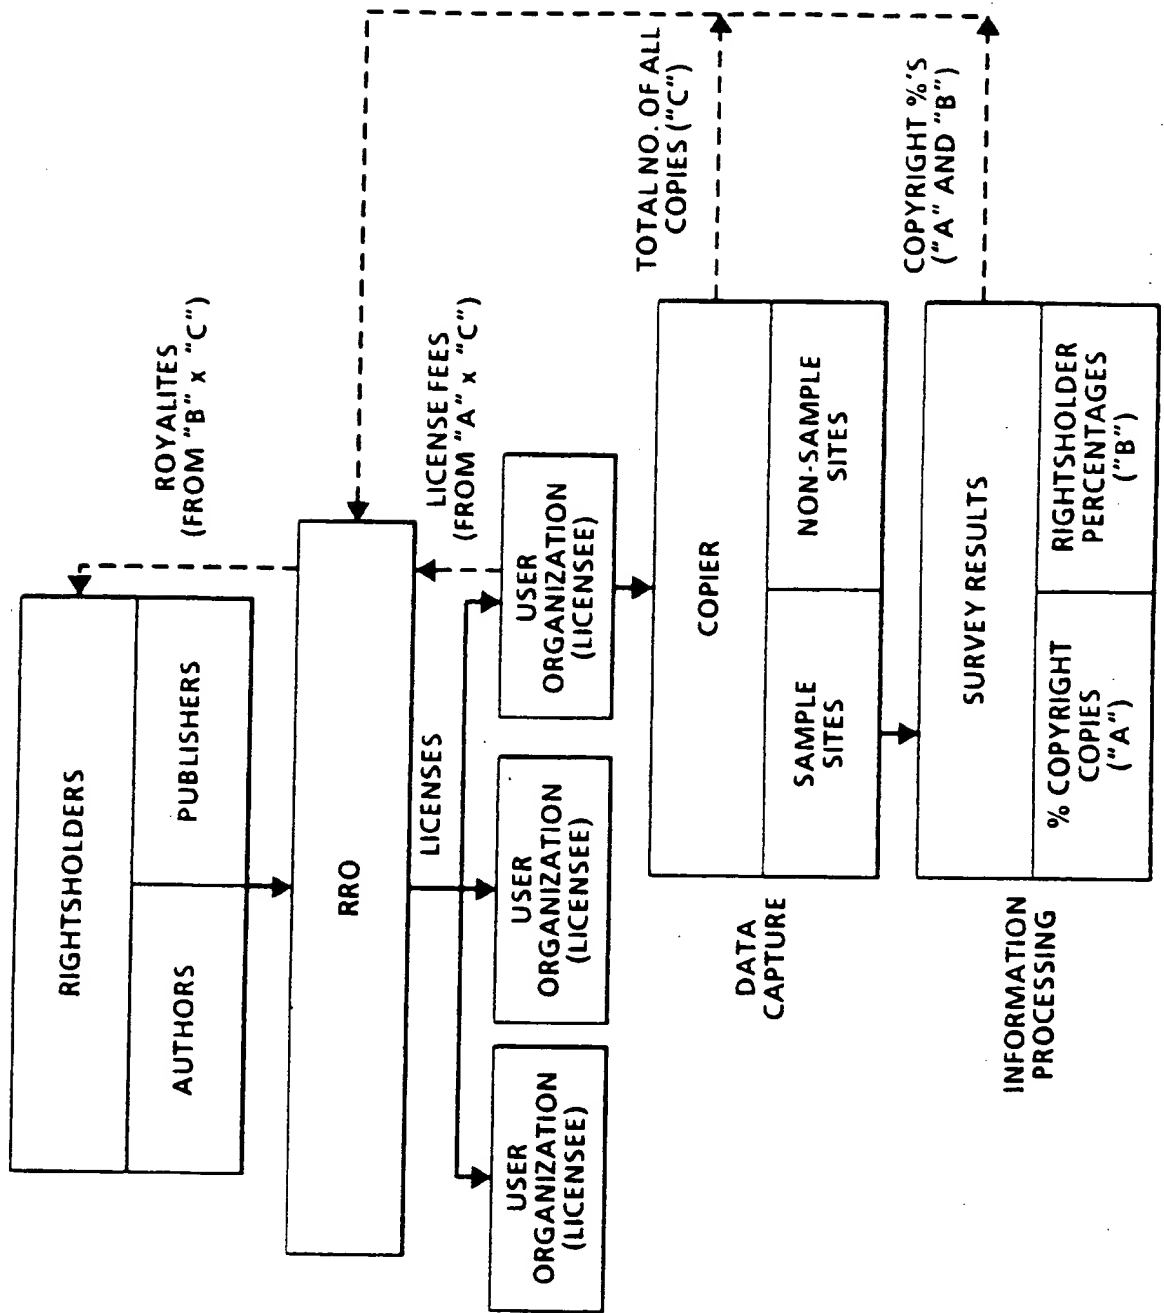 RIGHTSHOLDERS
AUTHORS
PUBLISHERS
ROYALITES
(FROM "B" x "C")
RRO
LICENSES
LICENSE FEES
(FROM "A" x "C")
USER
ORGANIZATION
(LICENSEE)
USER
ORGANIZATION
(LICENSEE)
USER
ORGANIZATION
(LICENSEE)
DATA
CAPTURE
COPIER
SAMPLE
SITES
NON-SAMPLE
SITES
TOTAL NO. OF ALL
COPIES ("C")
INFORMATION
PROCESSING
SURVEY RESULTS
% COPYRIGHT
COPIES
("A")
RIGHTSHOLDER
PERCENTAGES
("B")
COPYRIGHT %'S
("A" AND "B")